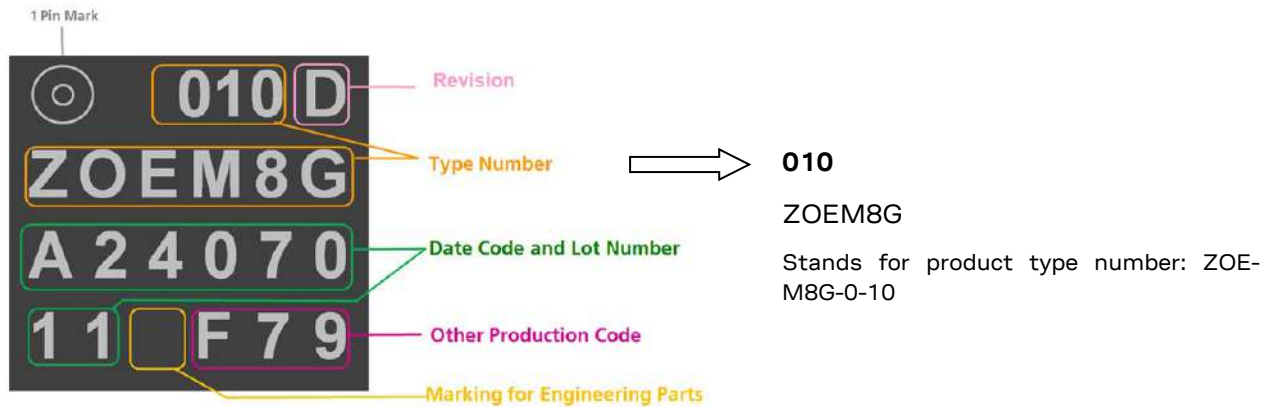 1 Pin Mark
010 D
Revision
ZOEM8G
Type Number
A24070
Date Code and Lot Number
11 F79
Other Production Code
Marking for Engineering Parts
010
ZOEM8G
Stands for product type number: ZOE-
M8G-0-10